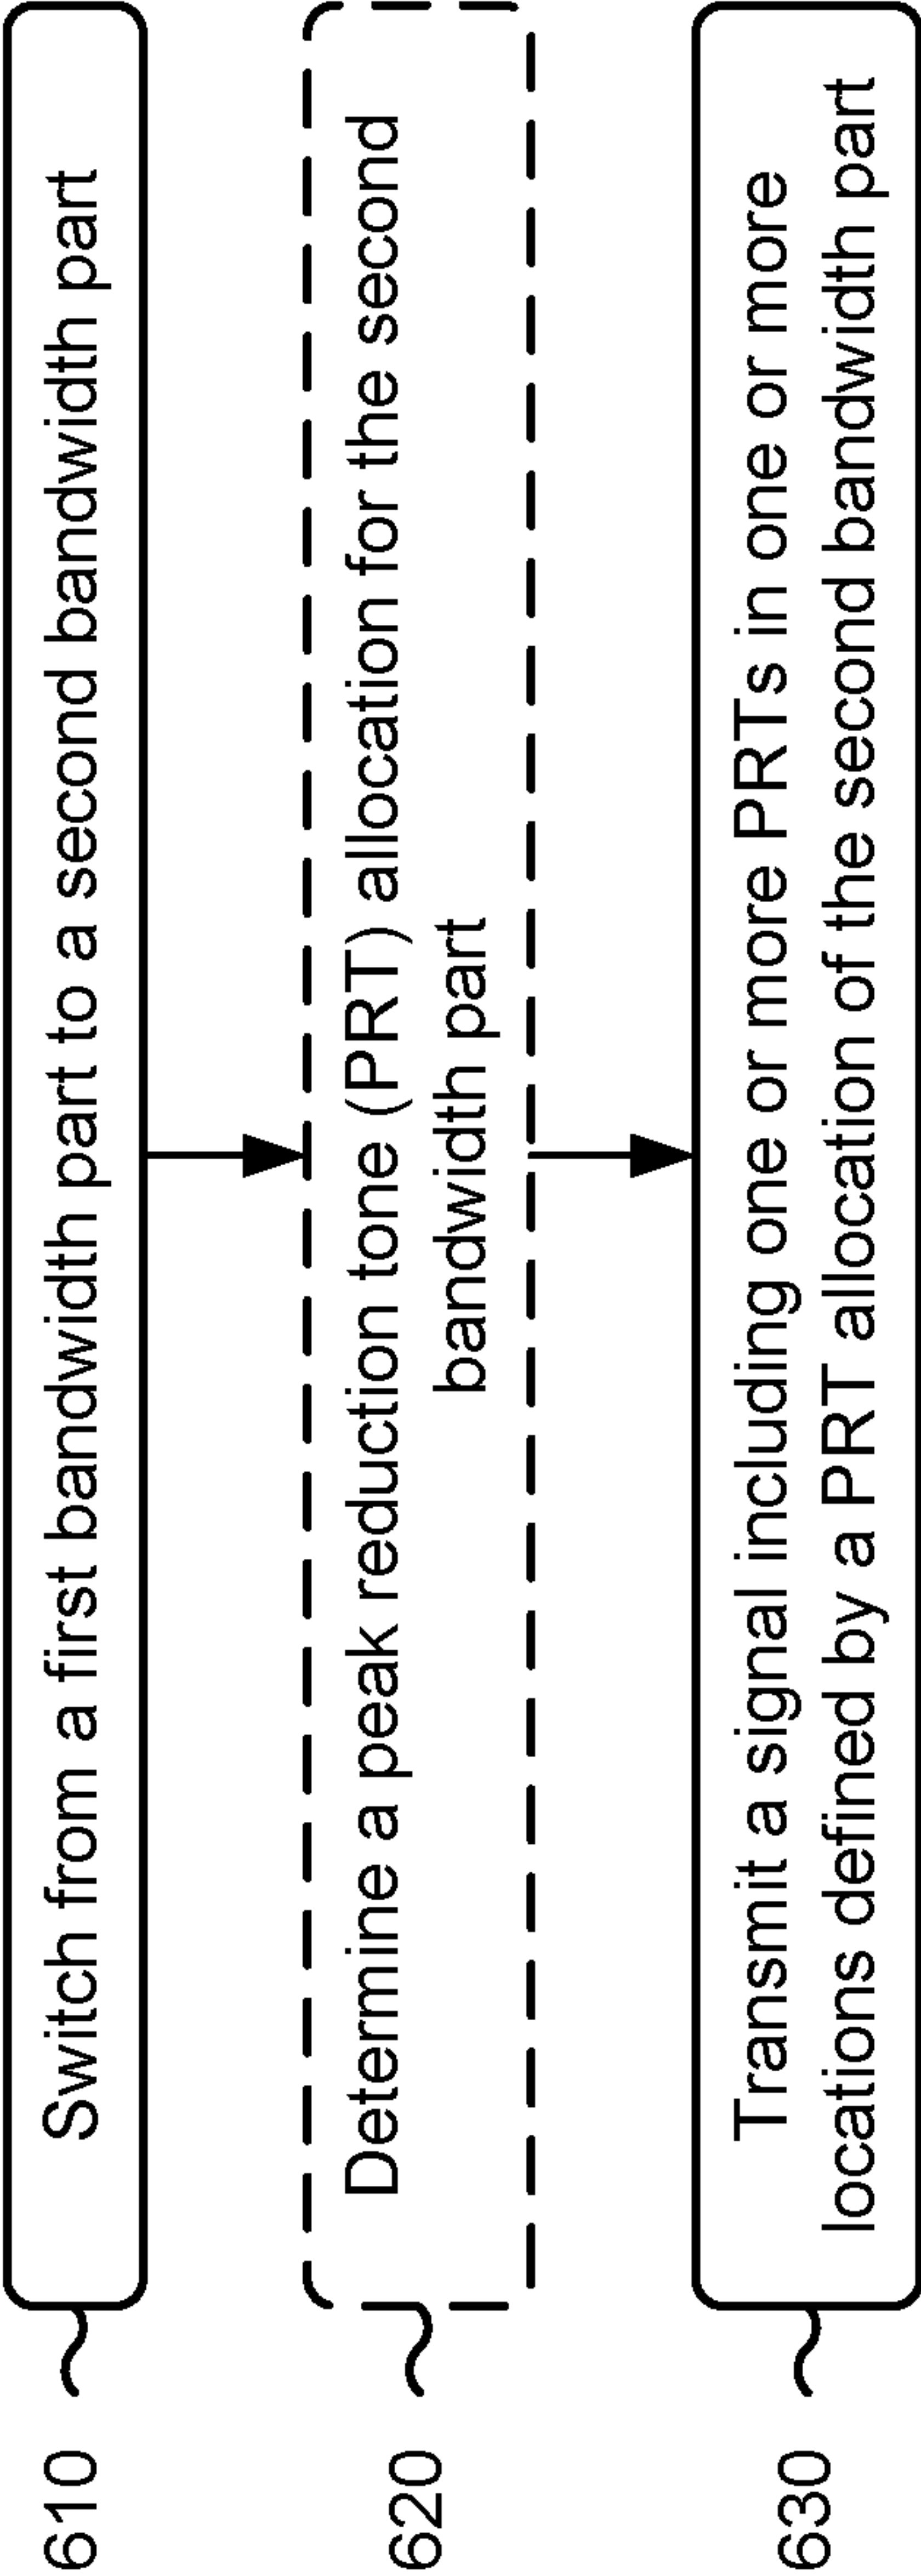 610
Switch from a first bandwidth part to a second bandwidth part
620
Determine a peak reduction tone (PRT) allocation for the second
bandwidth part
630
Transmit a signal including one or more PRTs in one or more
locations defined by a PRT allocation of the second bandwidth part